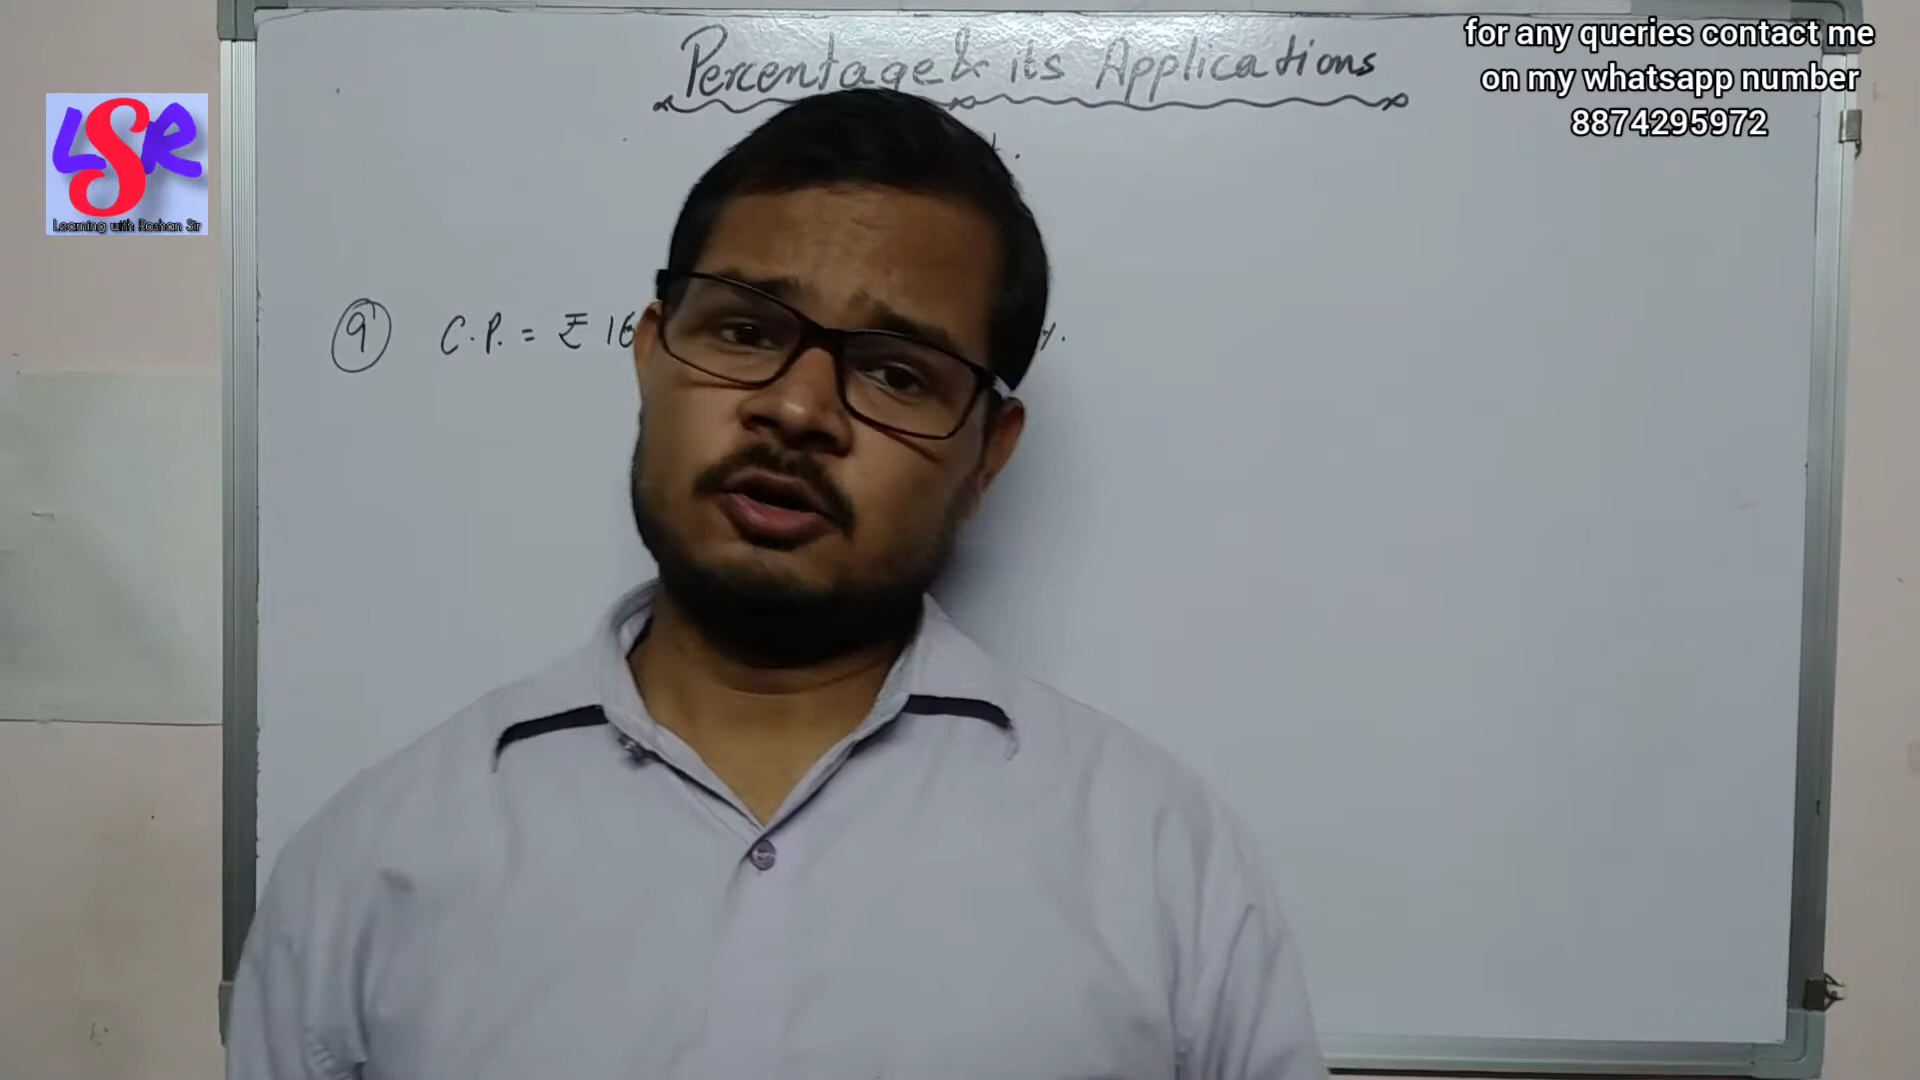 for any queries contact me
on my whatsapp number
8874295972
Percentage & its Applications
LSR
Learning with Roshan Sir
9 C.P. = ₹ 16